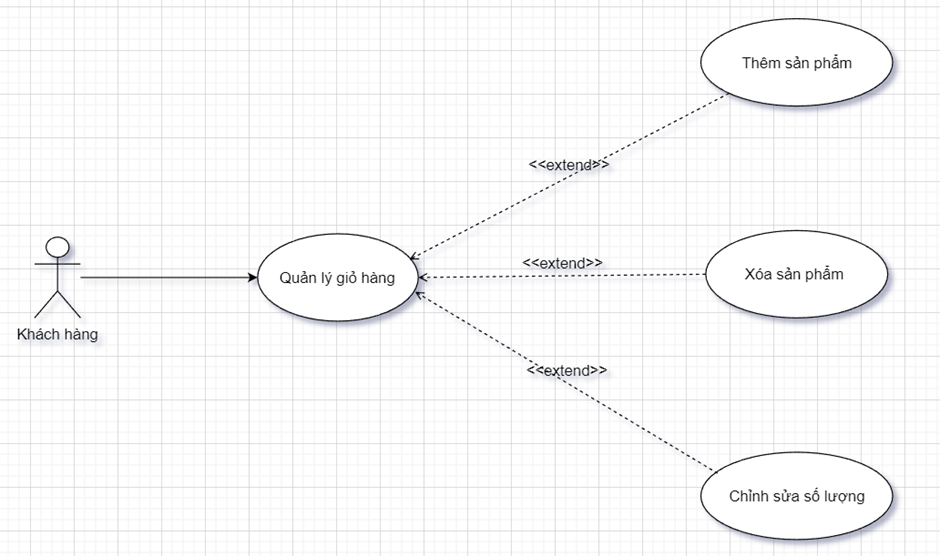 Thêm sản phẩm
<<extend>>
Quản lý giỏ hàng
<<extend>>
Xóa sản phẩm
Khách hàng
<<extend>>
Chỉnh sửa số lượng